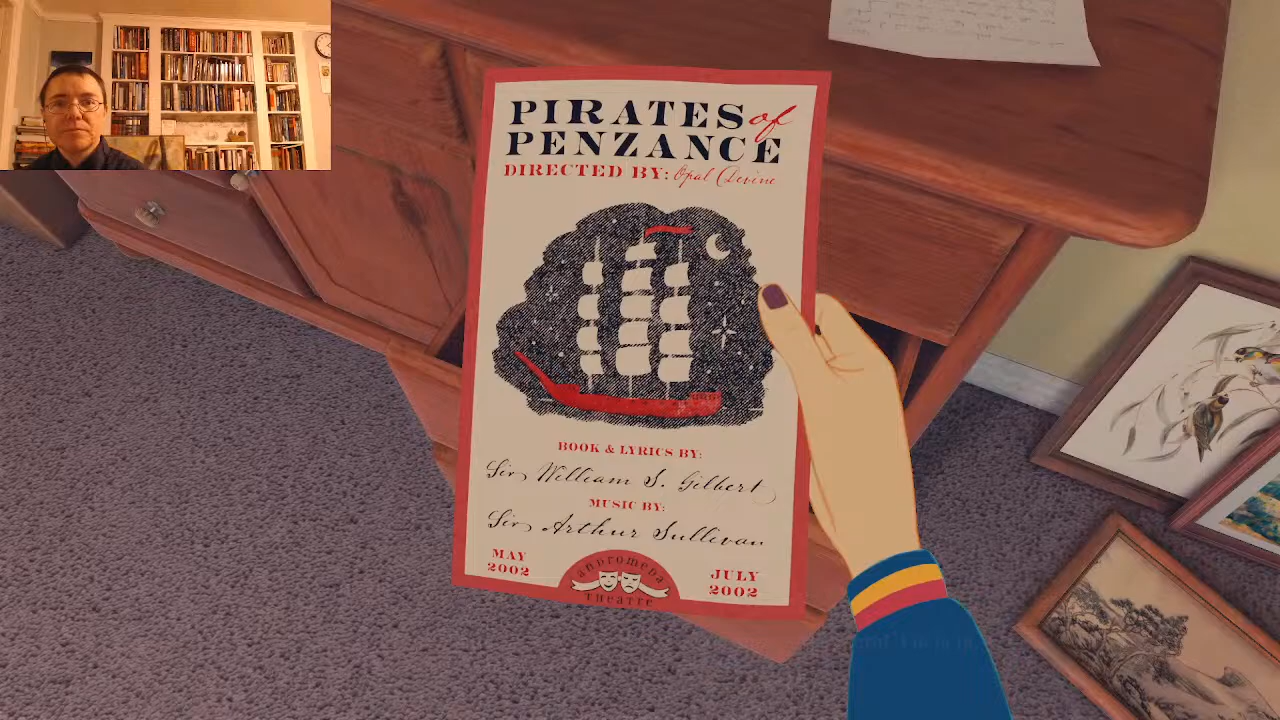 PIRATES of
PENZANCE
DIRECTED BY: Opal Devine
BOOK & LYRICS BY:
Sir William S. Gilbert
MUSIC BY:
Sir Arthur Sullivan
MAY
2002
JULY
2002
ANDROMEDA
THEATRE